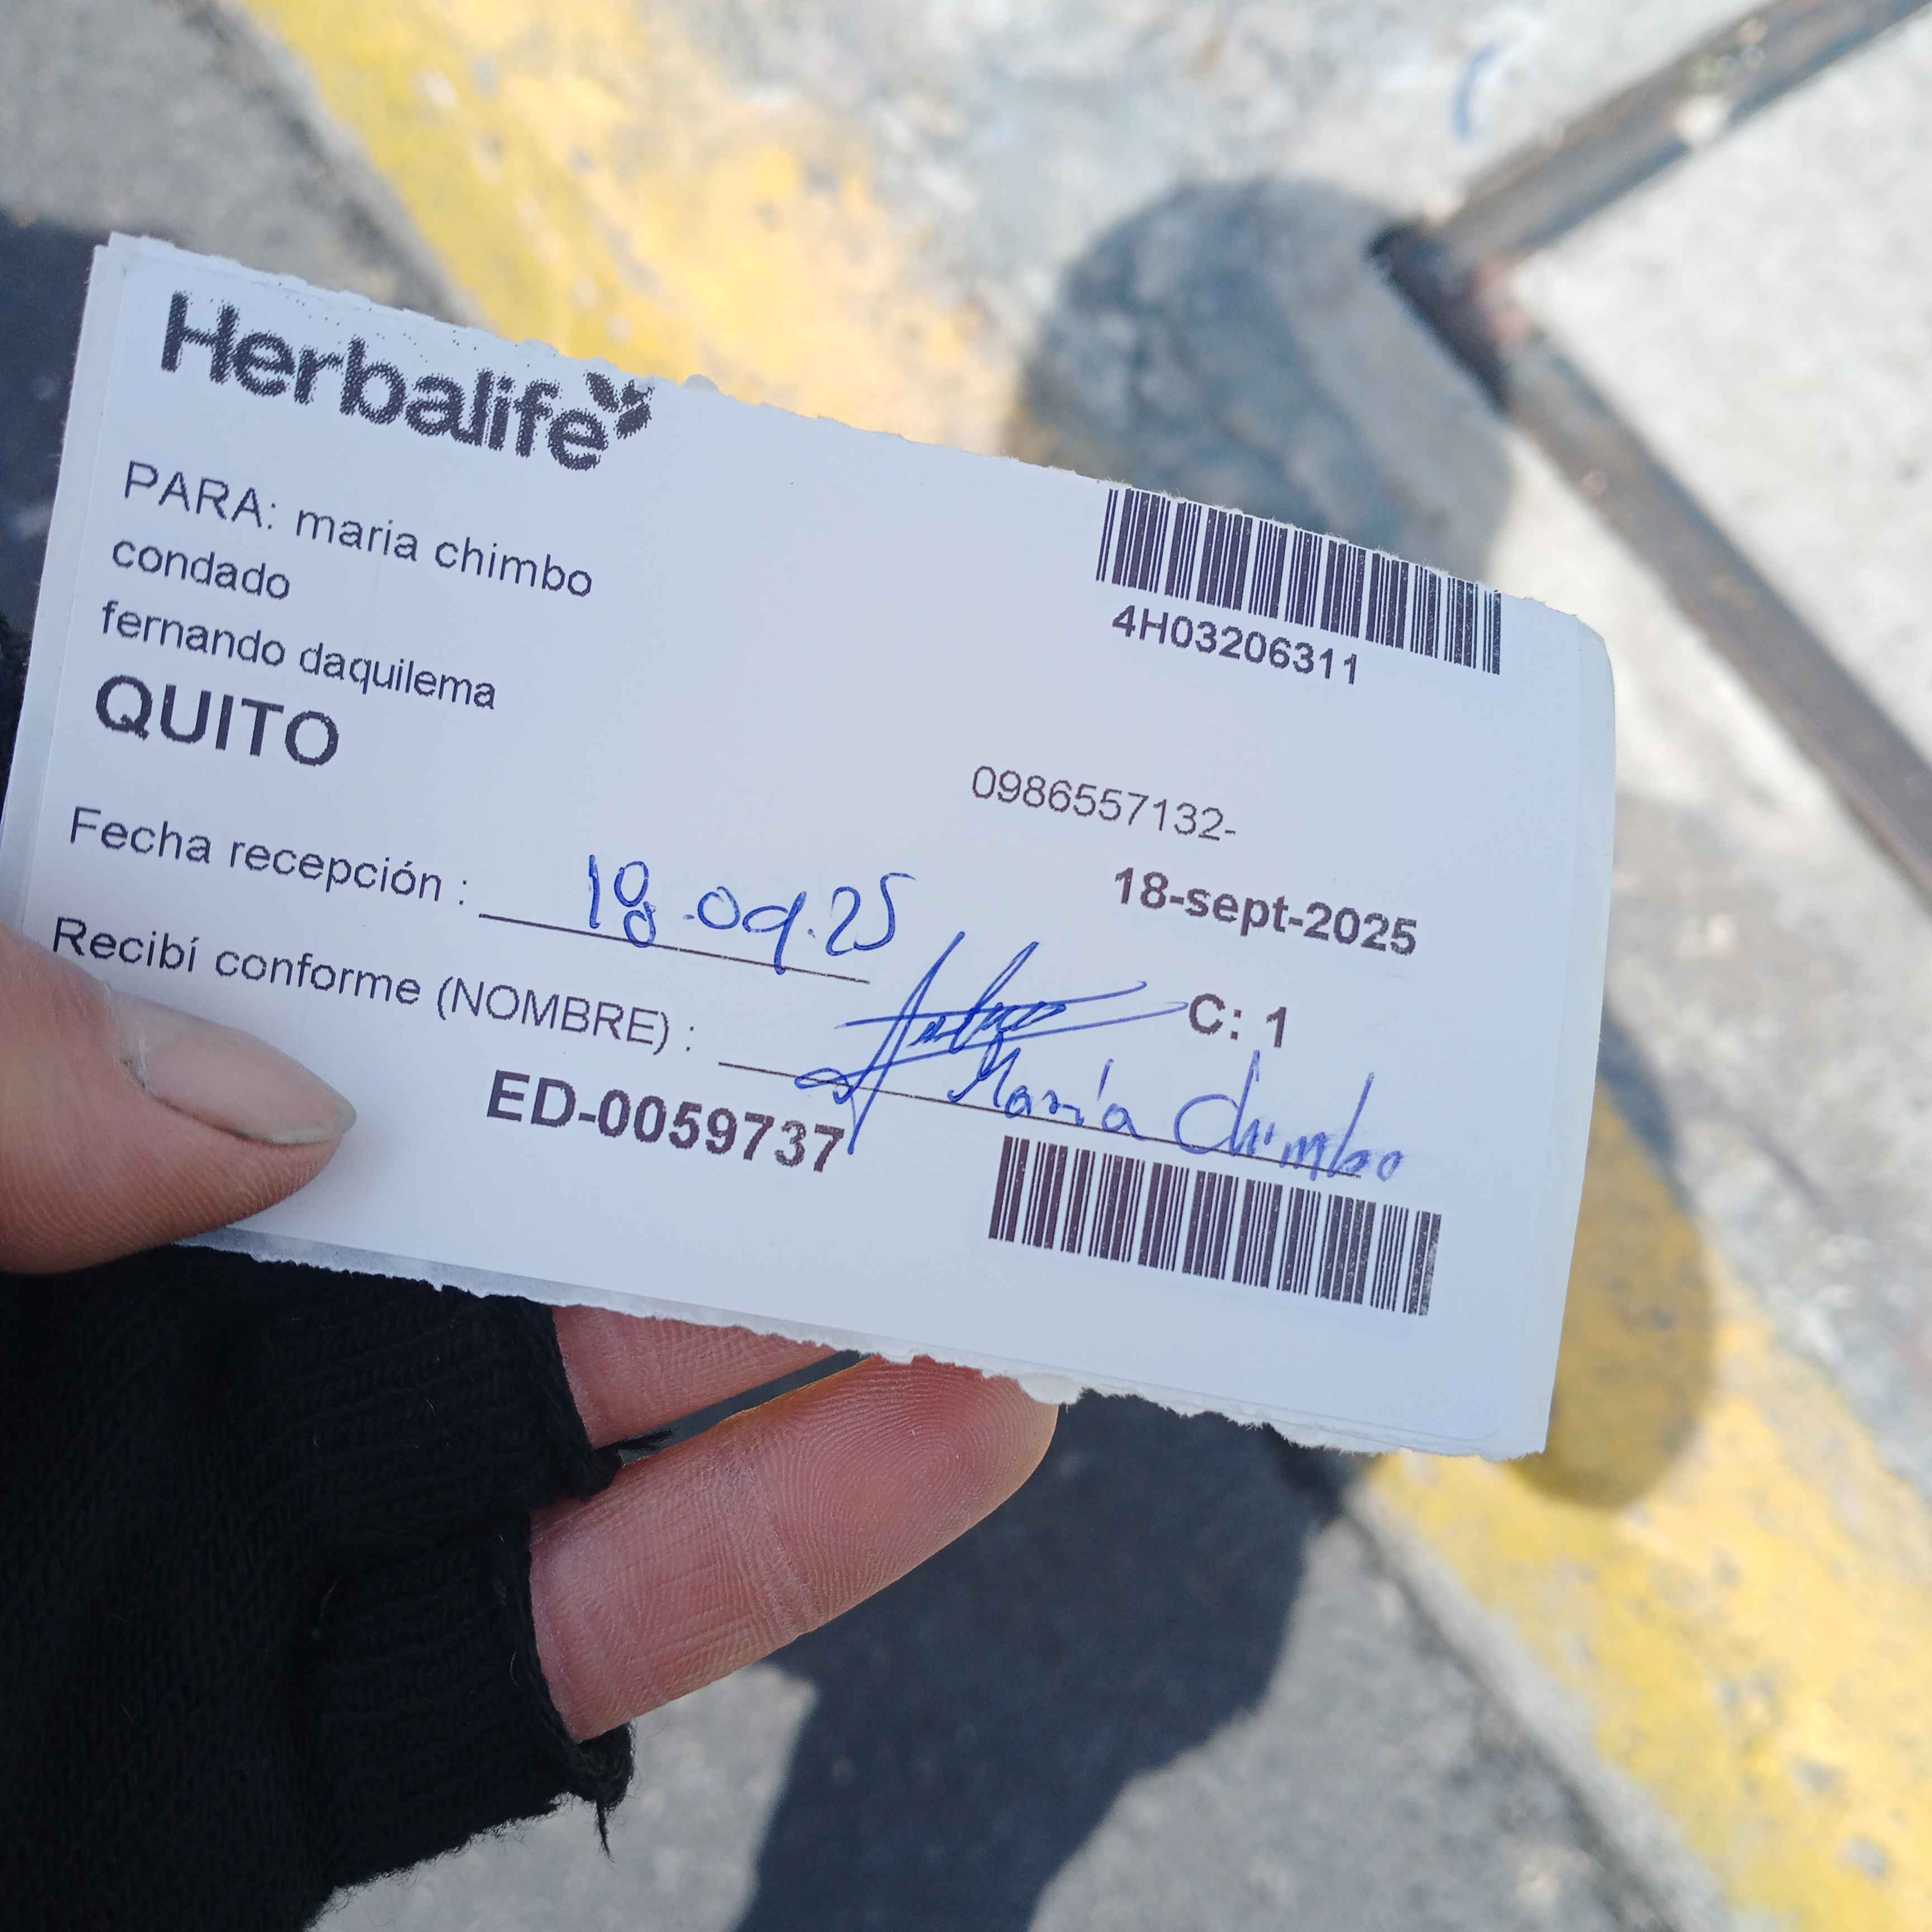 Herbalife
PARA: maria chimbo
condado
fernando daquilema
QUITO
4H03206311
0986557132-
18-sept-2025
Fecha recepción : 18.09.25
C: 1
Recibí conforme (NOMBRE) :
María Chimbo
ED-0059737